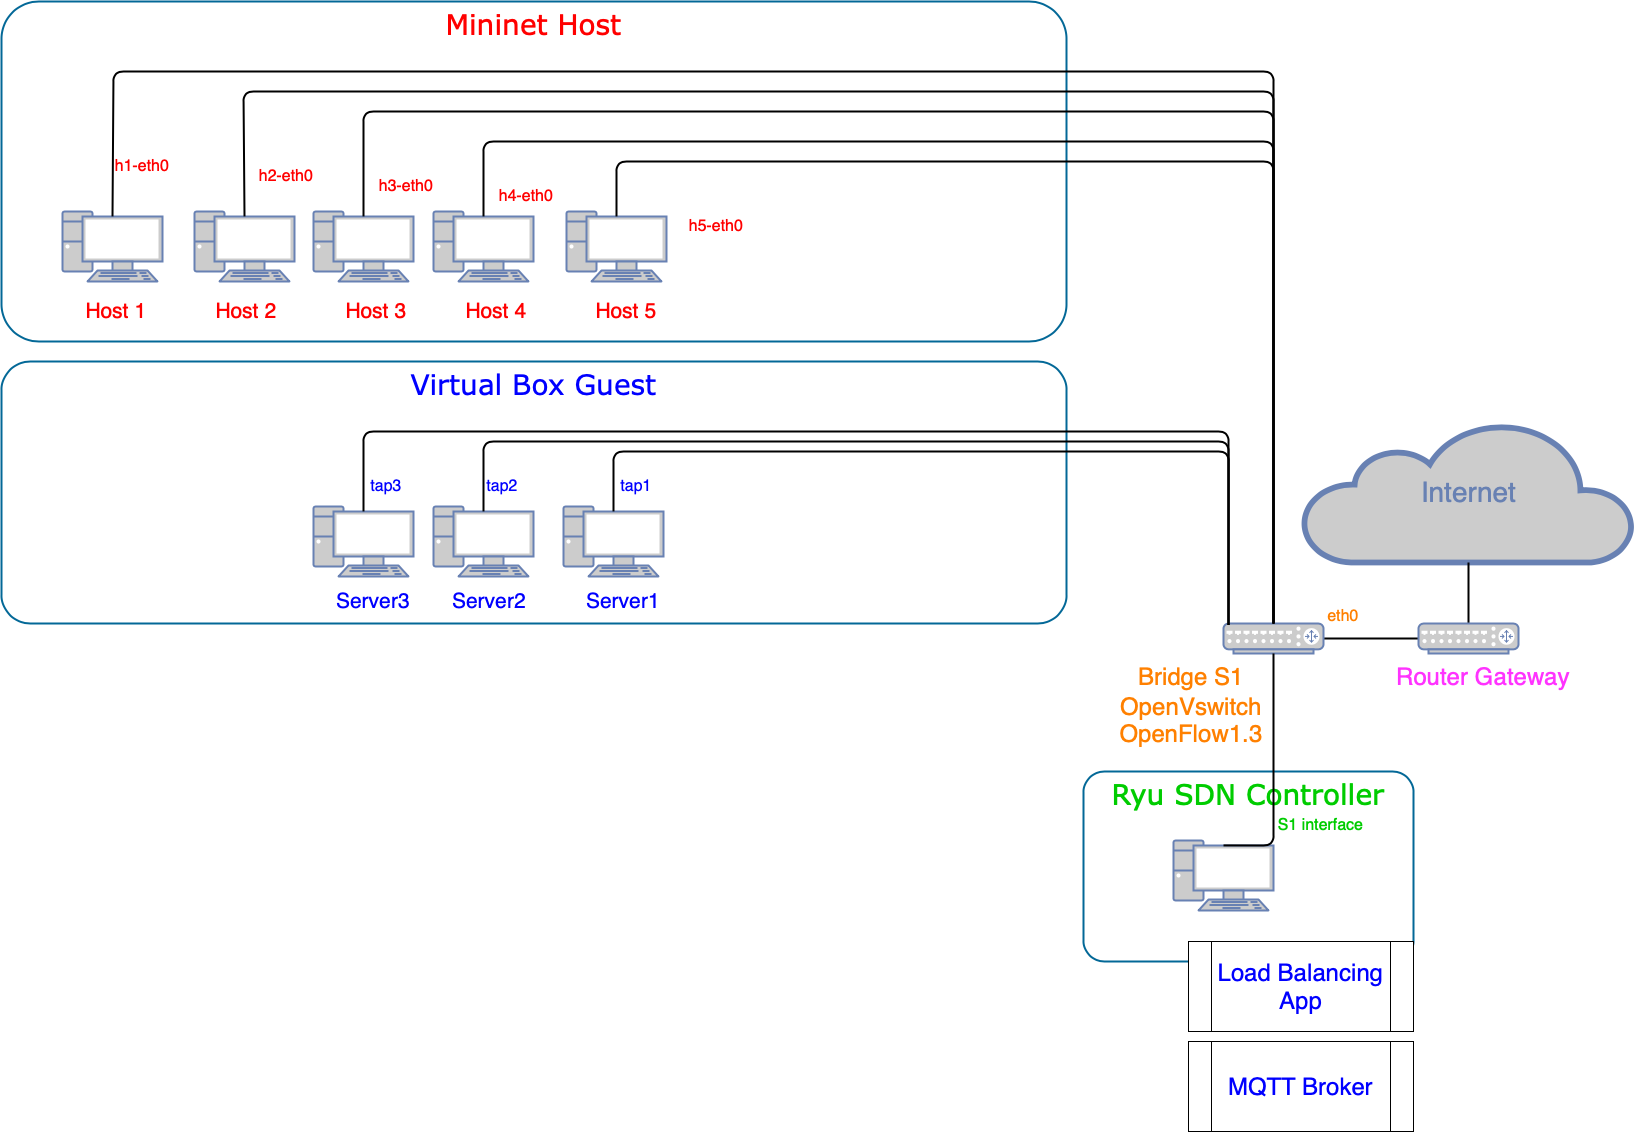 Mininet Host
h1-eth0
h2-eth0
h3-eth0
h4-eth0
h5-eth0
Host 1
Host 2
Host 3
Host 4
Host 5
Virtual Box Guest
tap3
tap2
tap1
Server3
Server2
Server1
Internet
eth0
Bridge S1
OpenVswitch
OpenFlow1.3
Router Gateway
Ryu SDN Controller
S1 interface
Load Balancing
App
MQTT Broker